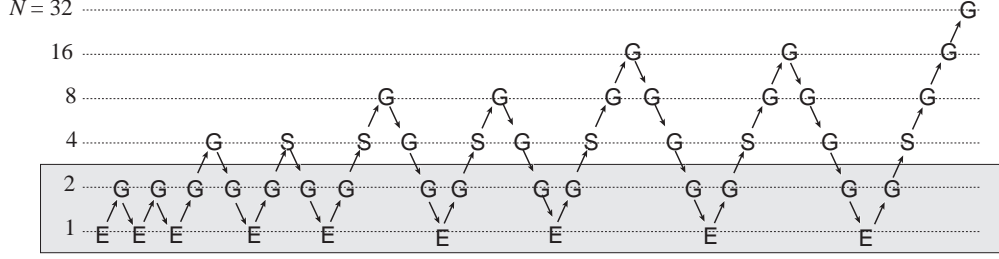 N = 32 G
16 G G G
8 G G G G G G G
4 G S S G S G S G S G S
2 G G G G G G G G G G G G G G G
1 E E E E E E E E E